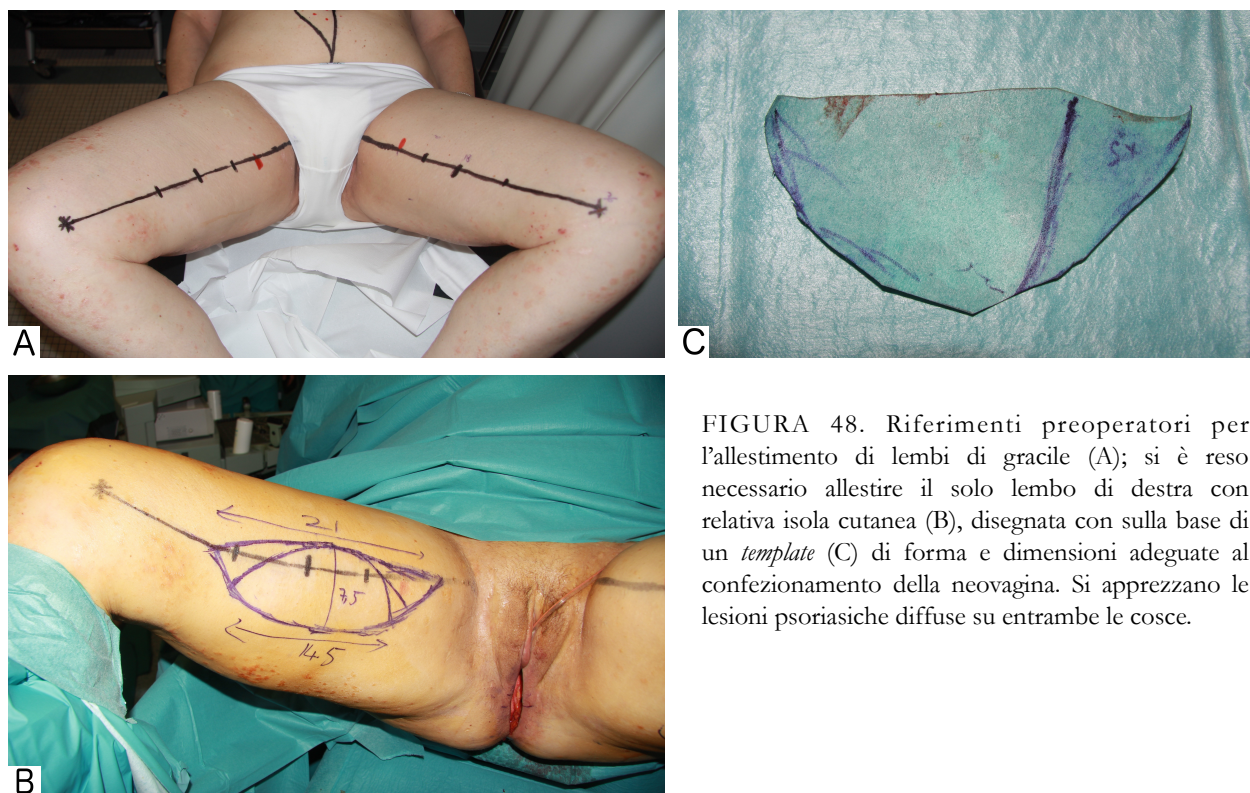 A
C
FIGURA 48. Riferimenti preoperatori per
l'allestimento di lembi di gracile (A); si è reso
necessario allestire il solo lembo di destra con
relativa isola cutanea (B), disegnata con sulla base di
un template (C) di forma e dimensioni adeguate al
confezionamento della neovagina. Si apprezzano le
lesioni psoriasiche diffuse su entrambe le cosce.
21
7,5
14,5
B